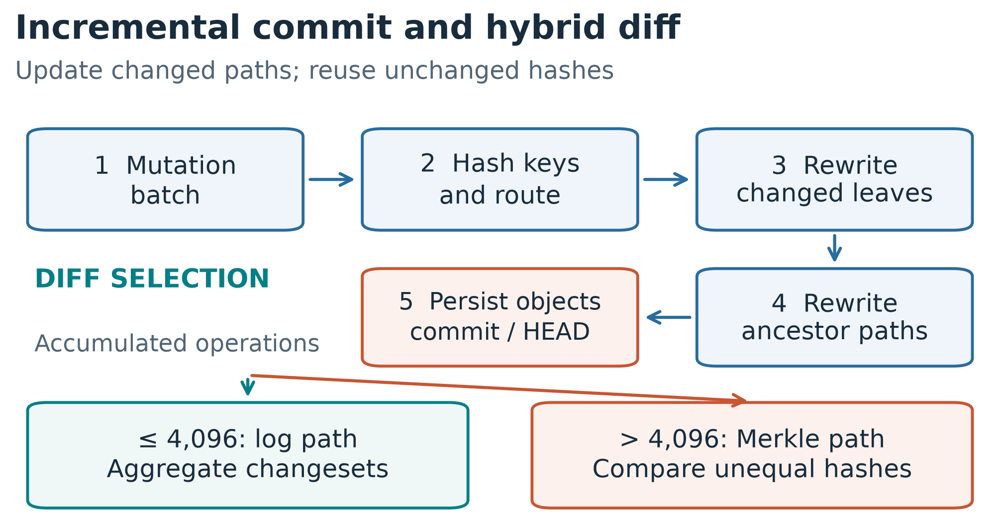 Incremental commit and hybrid diff
Update changed paths; reuse unchanged hashes
1 Mutation
batch
2 Hash keys
and route
3 Rewrite
changed leaves
4 Rewrite
ancestor paths
5 Persist objects
commit / HEAD
DIFF SELECTION
Accumulated operations
≤ 4,096: log path
Aggregate changesets
> 4,096: Merkle path
Compare unequal hashes